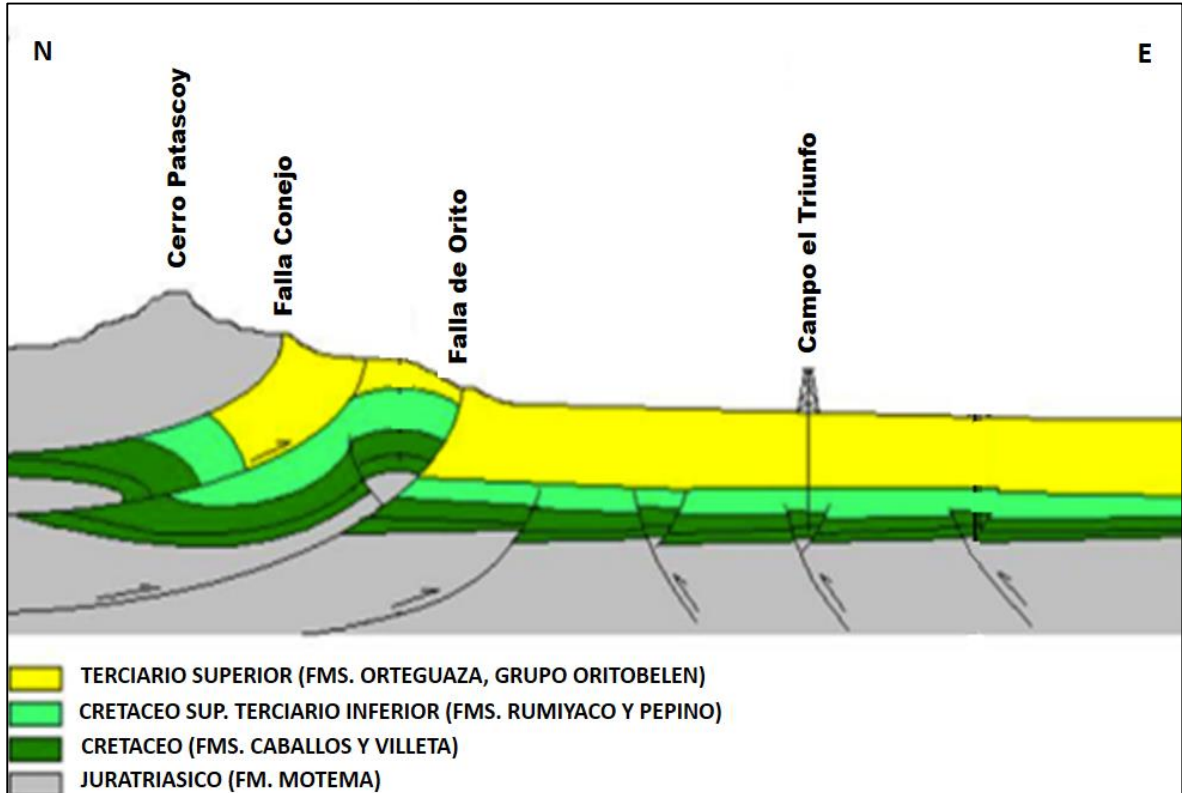 N
E
Cerro Patascoy
Falla Conejo
Falla de Orito
Campo el Triunfo
TERCIARIO SUPERIOR (FMS. ORTEGUAZA, GRUPO ORITOBELEN)
CRETACEO SUP. TERCIARIO INFERIOR (FMS. RUMIYACO Y PEPINO)
CRETACEO (FMS. CABALLOS Y VILLETA)
JURATRIASICO (FM. MOTEMA)